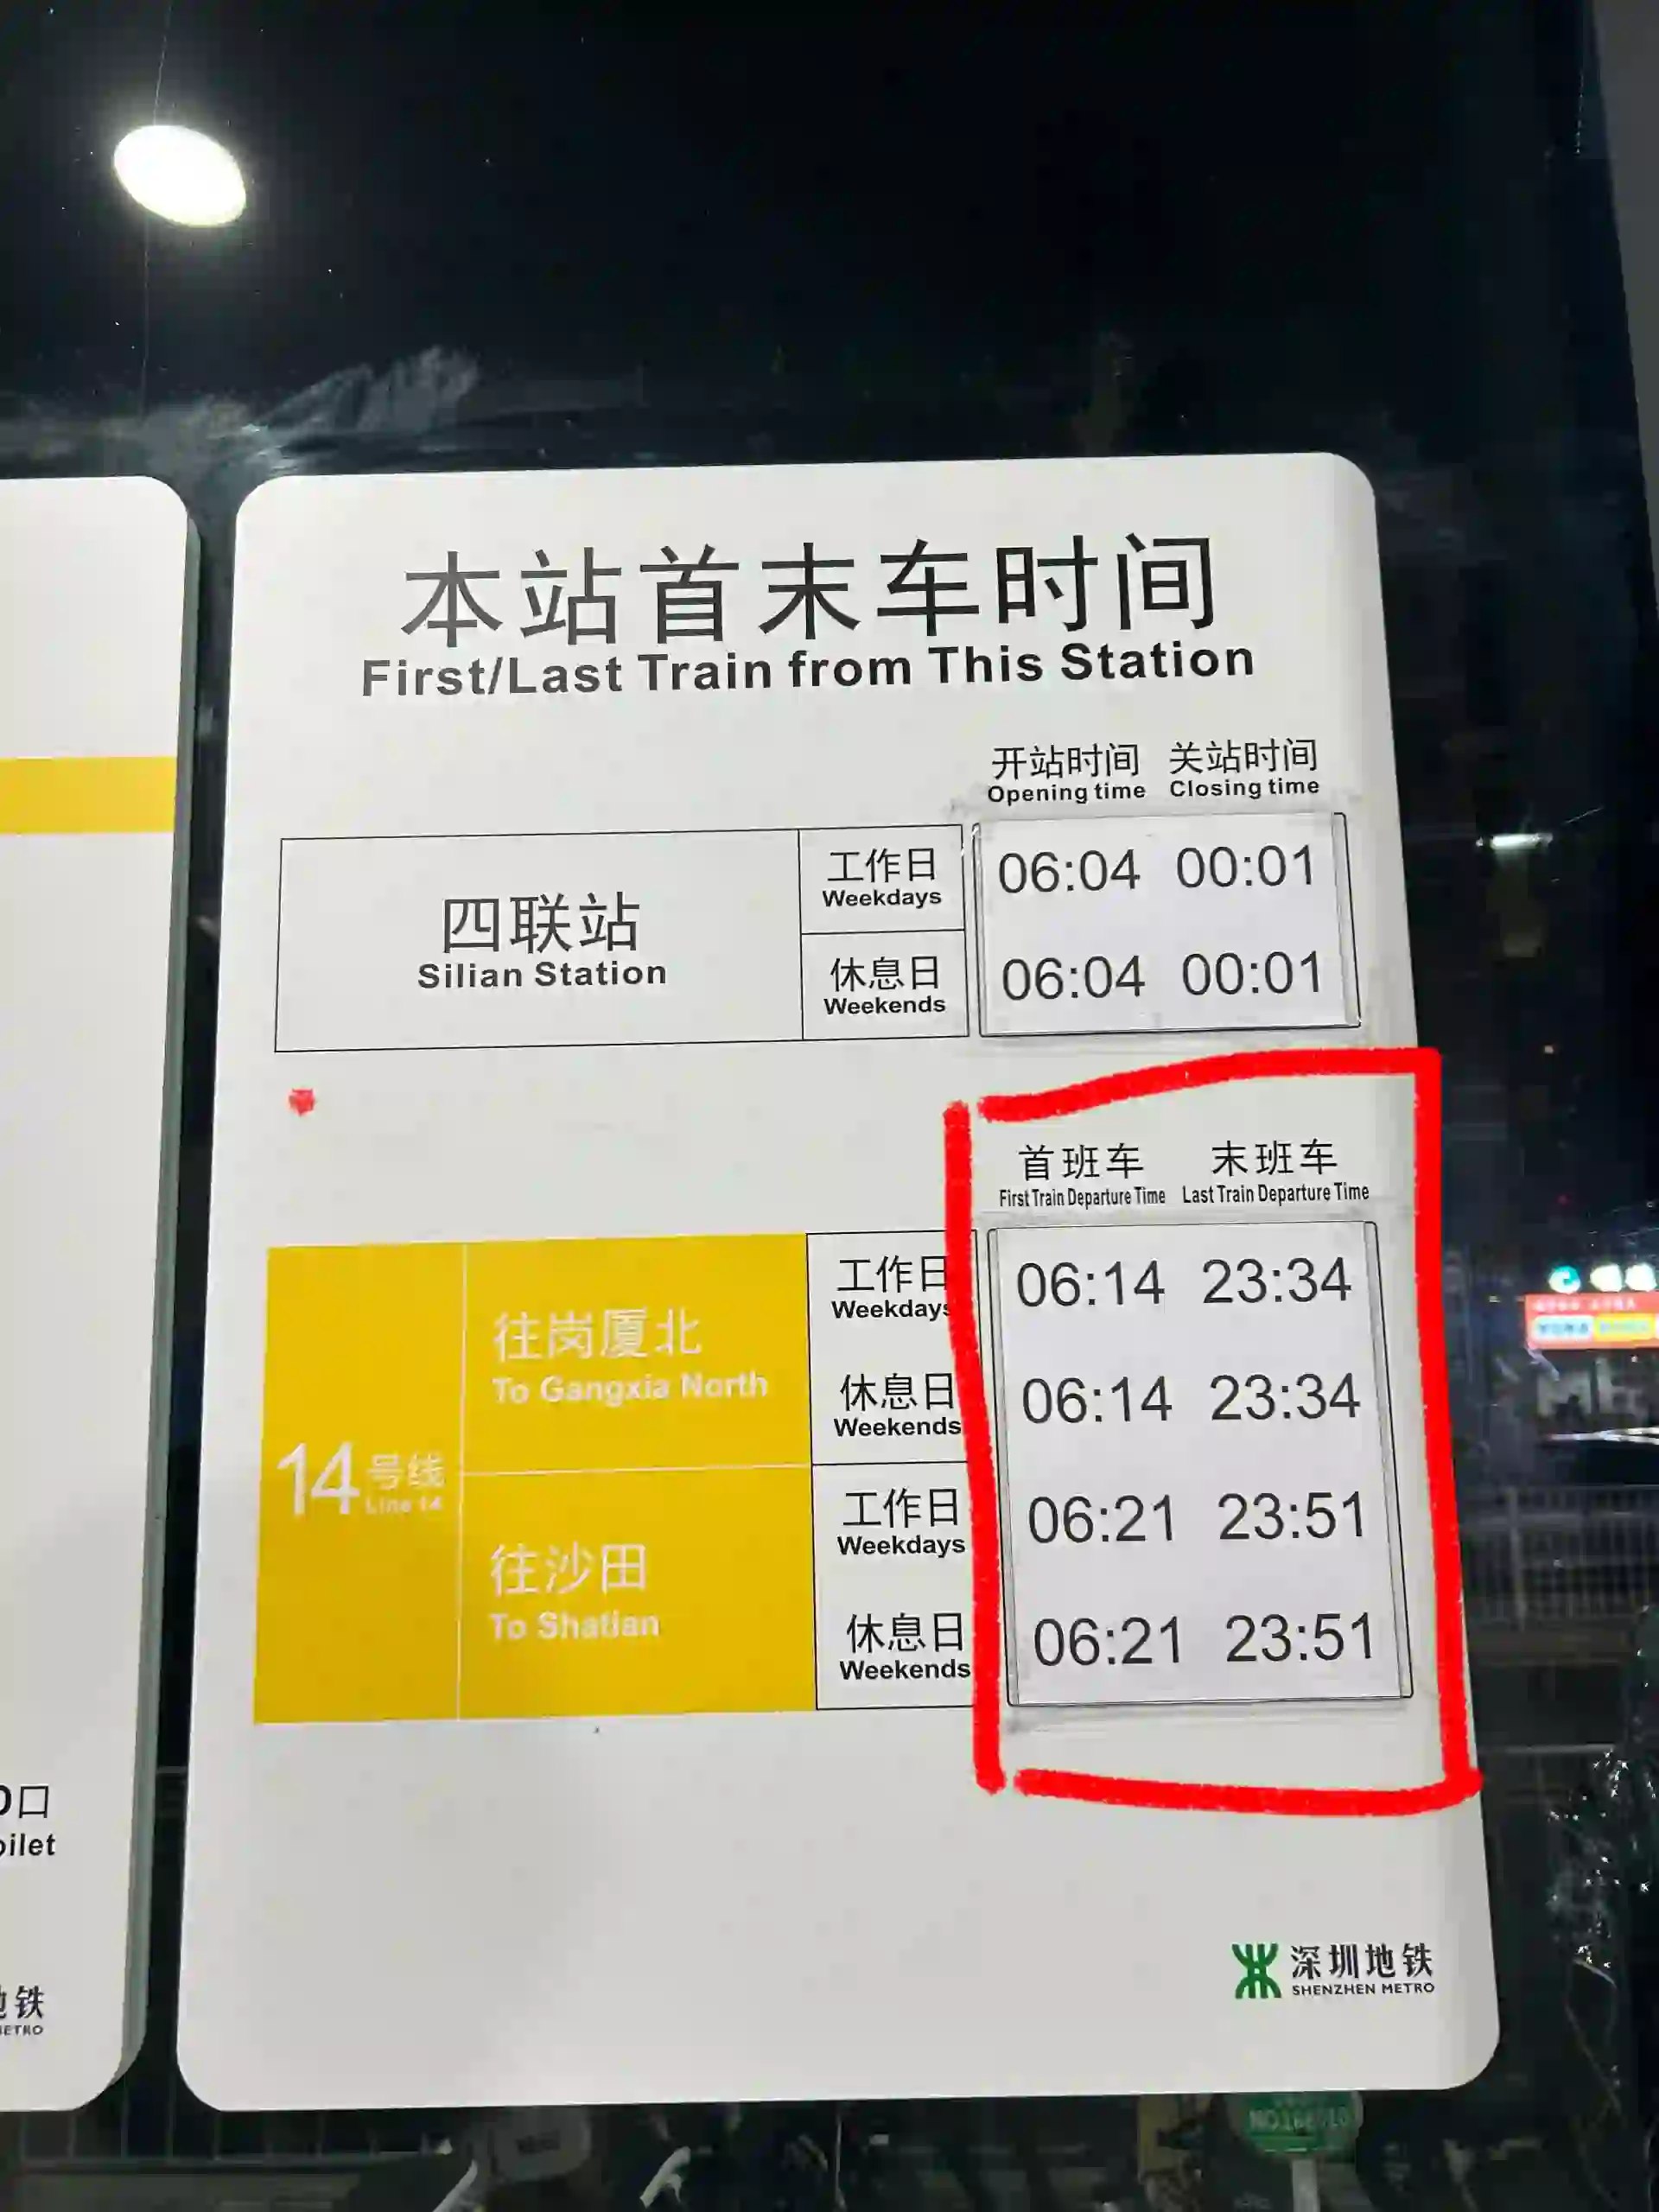 本站首末车时间
First/Last Train from This Station
开站时间 关站时间
Opening time Closing time
四联站
Silian Station
工作日
Weekdays
06:04 00:01
休息日
Weekends
06:04 00:01
首班车 末班车
First Train Departure Time Last Train Departure Time
14号线
Line 14
往岗厦北
To Gangxia North
工作日
Weekdays
06:14 23:34
休息日
Weekends
06:14 23:34
往沙田
To Shatian
工作日
Weekdays
06:21 23:51
休息日
Weekends
06:21 23:51
深圳地铁
SHENZHEN METRO
口